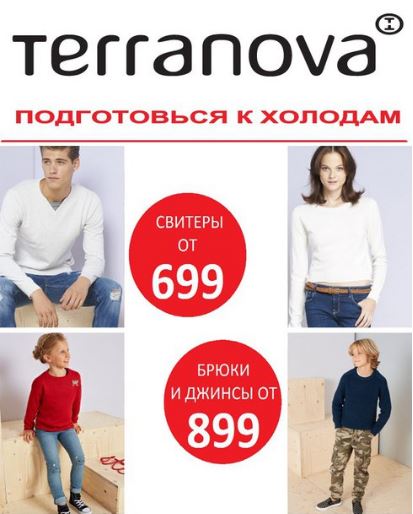 Terranova
ПОДГОТОВЬСЯ К ХОЛОДАМ
СВИТЕРЫ
ОТ
699
БРЮКИ
И ДЖИНСЫ ОТ
899